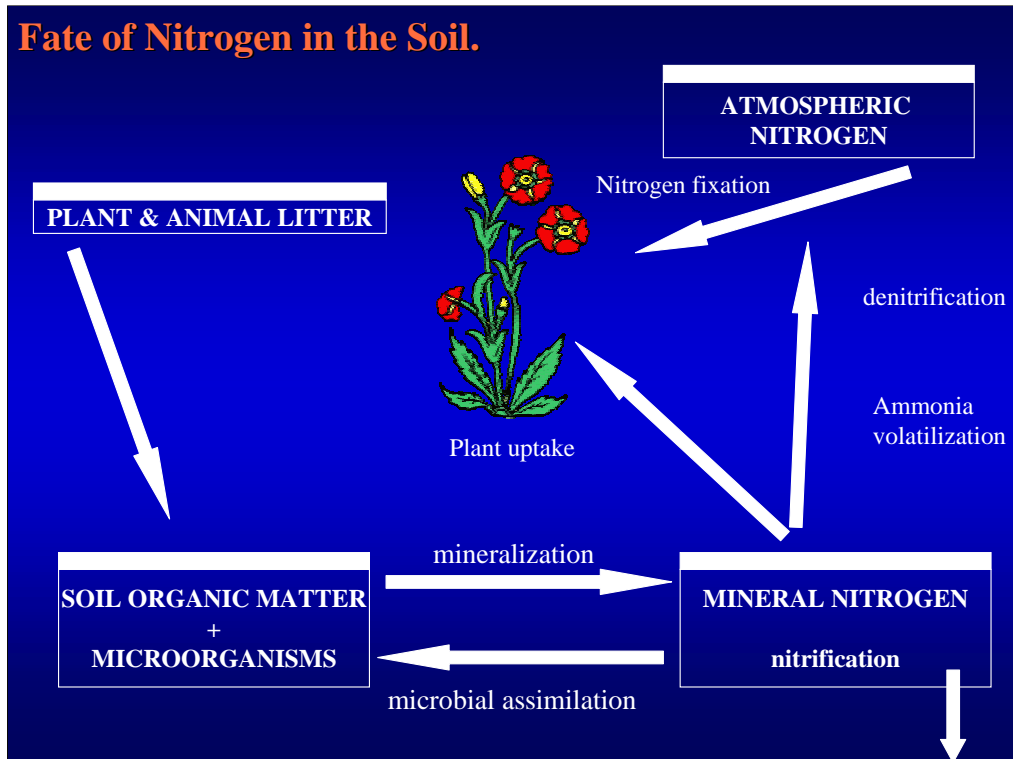 Fate of Nitrogen in the Soil.
ATMOSPHERIC
NITROGEN
Nitrogen fixation
PLANT & ANIMAL LITTER
denitrification
Ammonia
volatilization
Plant uptake
mineralization
SOIL ORGANIC MATTER
+
MICROORGANISMS
MINERAL NITROGEN
nitrification
microbial assimilation